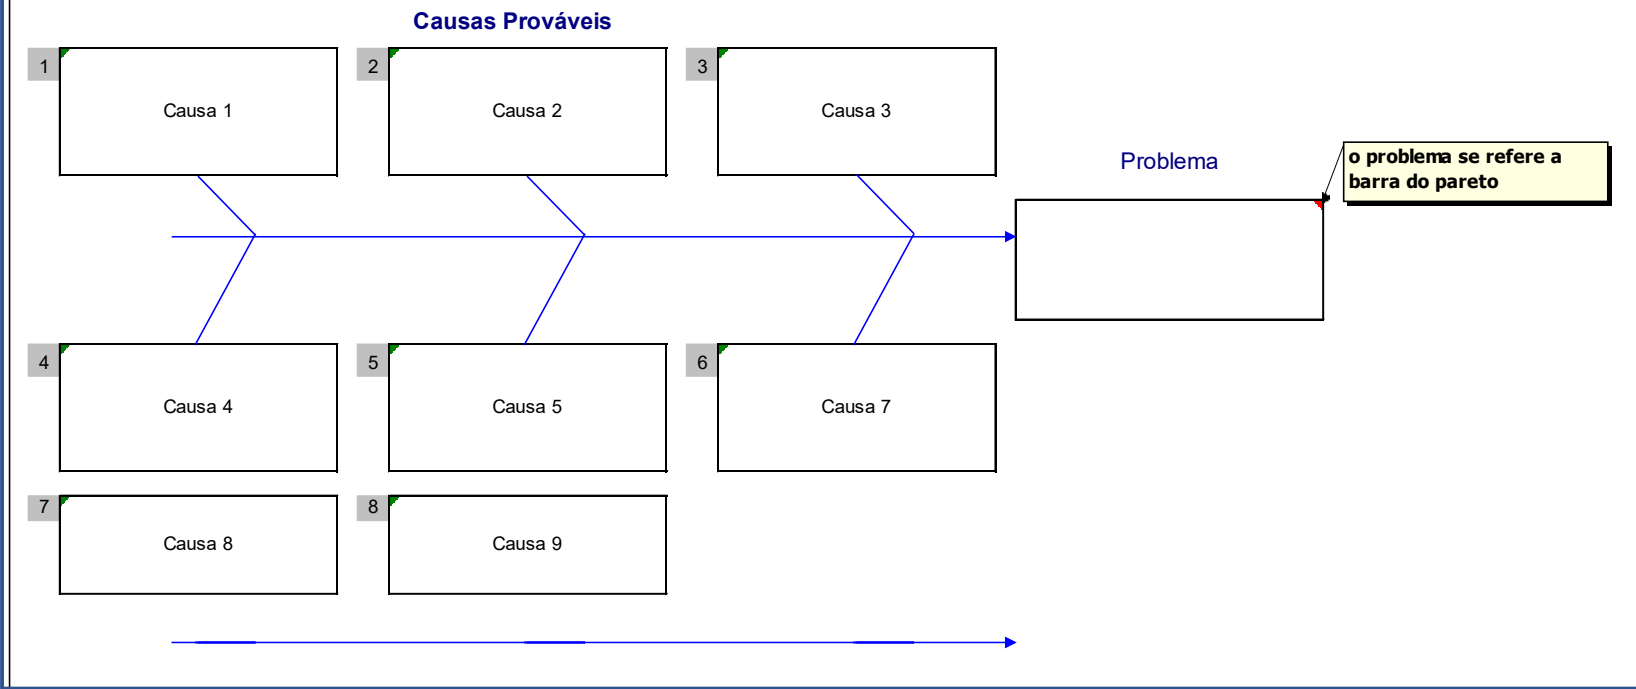 Causas Prováveis
1
Causa 1
2
Causa 2
3
Causa 3
Problema
o problema se refere a
barra do pareto
4
Causa 4
5
Causa 5
6
Causa 7
7
Causa 8
8
Causa 9